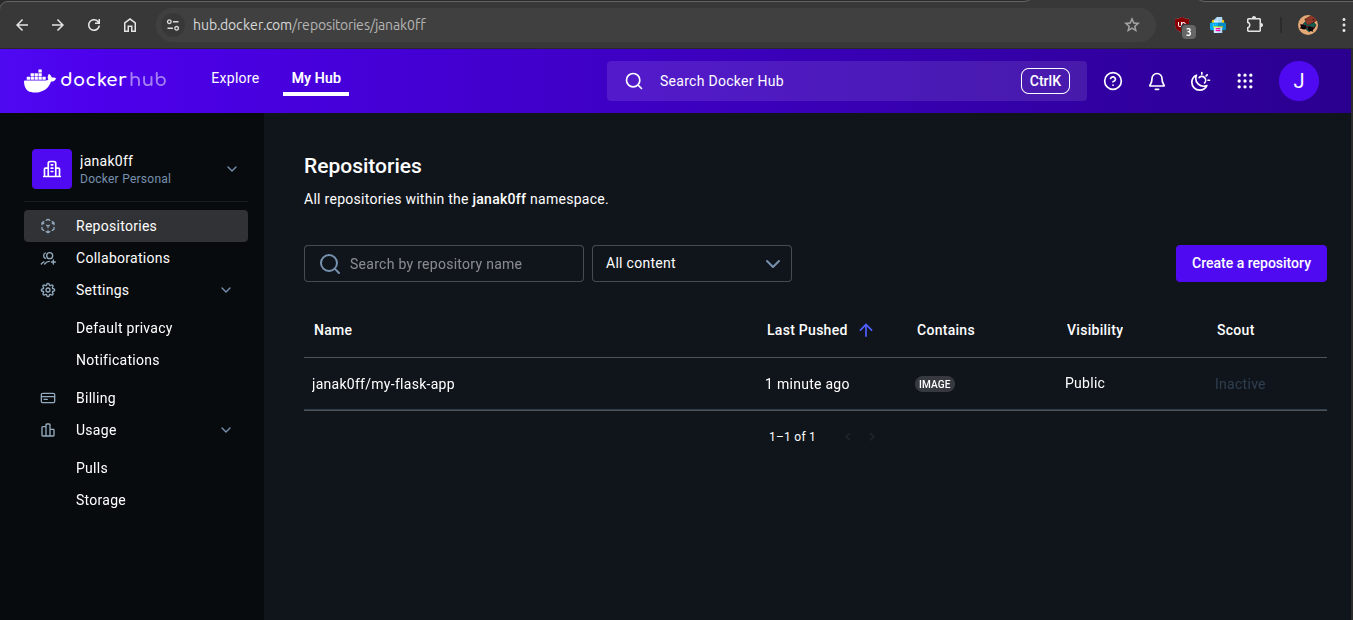 hub.docker.com/repositories/janak0ff
3
dockerhub
Explore
My Hub
Search Docker Hub
CtrlK
J
janak0ff
Docker Personal
Repositories
Collaborations
Settings
Default privacy
Notifications
Billing
Usage
Pulls
Storage
Repositories
All repositories within the janak0ff namespace.
Search by repository name
All content
Create a repository
Name Last Pushed Contains Visibility Scout
janak0ff/my-flask-app 1 minute ago IMAGE Public Inactive
1–1 of 1